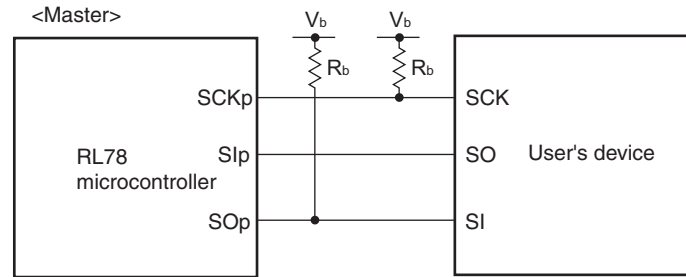 <Master>
Vb Vb
Rb Rb
SCKp SCK
SIp SO
RL78
microcontroller
User's device
SOp SI